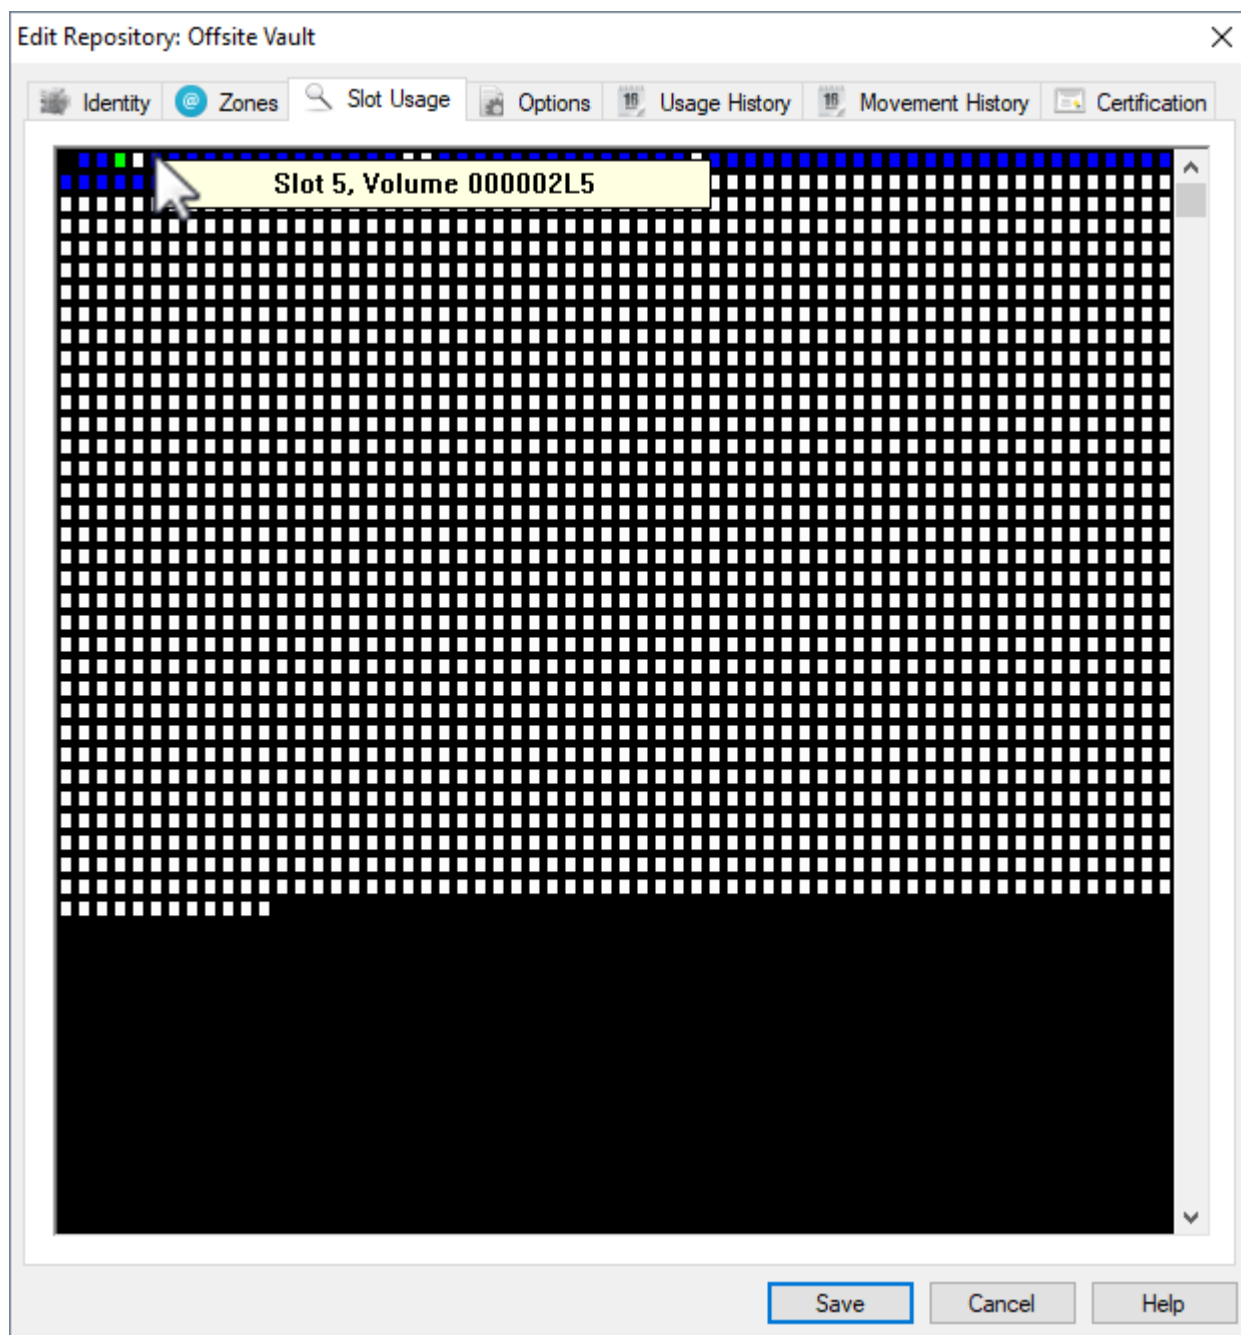 Edit Repository: Offsite Vault
Identity Zones Slot Usage Options Usage History Movement History Certification
Slot 5, Volume 000002L5
Save Cancel Help